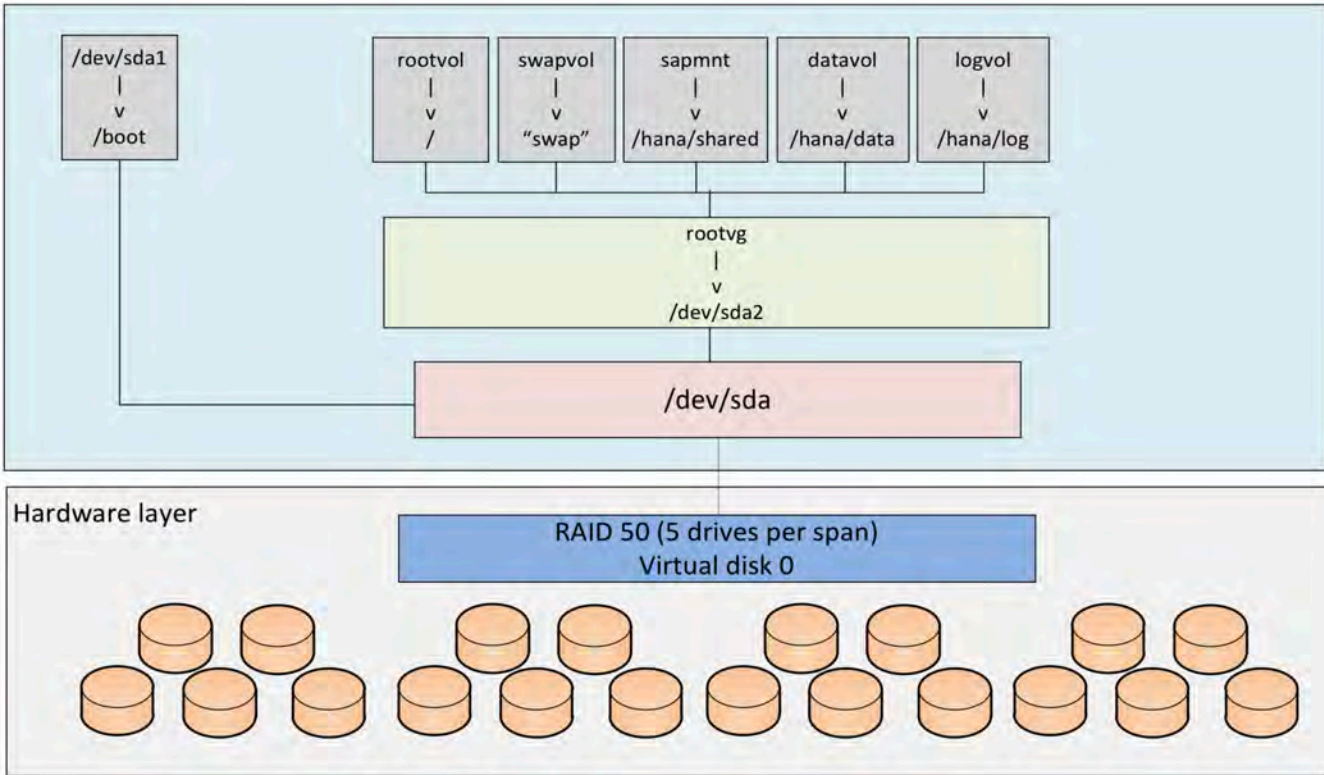 /dev/sda1
|
v
/boot
rootvol
|
v
/
swapvol
|
v
“swap”
sapmnt
|
v
/hana/shared
datavol
|
v
/hana/data
logvol
|
v
/hana/log
rootvg
|
v
/dev/sda2
/dev/sda
Hardware layer
RAID 50 (5 drives per span)
Virtual disk 0